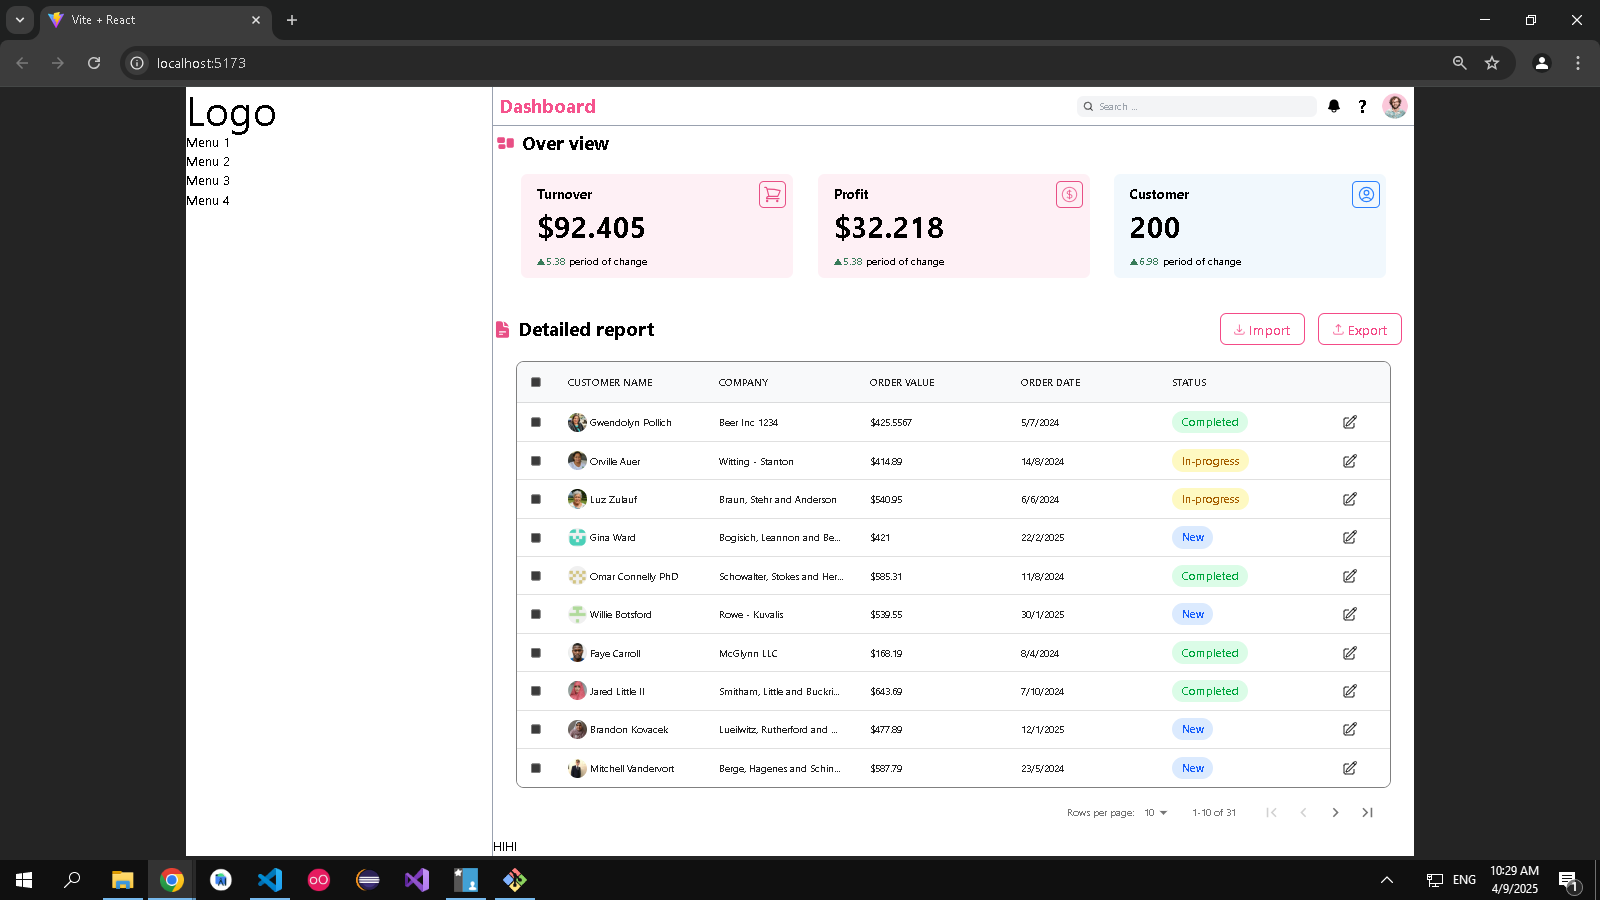 Vite + React
localhost:5173
Logo
Menu 1
Menu 2
Menu 3
Menu 4
Dashboard
Search ...
?
Over view
Turnover
$92.405
5.38 period of change
Profit
$32.218
5.38 period of change
Customer
200
6.98 period of change
Detailed report
Import
Export
CUSTOMER NAME COMPANY ORDER VALUE ORDER DATE STATUS
Gwendolyn Pollich Beer Inc 1234 $425.5567 5/7/2024 Completed
Orville Auer Witting - Stanton $414.89 14/8/2024 In-progress
Luz Zulauf Braun, Stehr and Anderson $540.95 6/6/2024 In-progress
Gina Ward Bogisich, Leannon and Be... $421 22/2/2025 New
Omar Connelly PhD Schowalter, Stokes and Her... $585.31 11/8/2024 Completed
Willie Botsford Rowe - Kuvalis $539.55 30/1/2025 New
Faye Carroll McGlynn LLC $168.19 8/4/2024 Completed
Jared Little II Smitham, Little and Buckri... $643.69 7/10/2024 Completed
Brandon Kovacek Lueilwitz, Rutherford and ... $477.89 12/1/2025 New
Mitchell Vandervort Berge, Hagenes and Schin... $587.79 23/5/2024 New
Rows per page: 10 1-10 of 31
HIHI
ENG
10:29 AM
4/9/2025
1